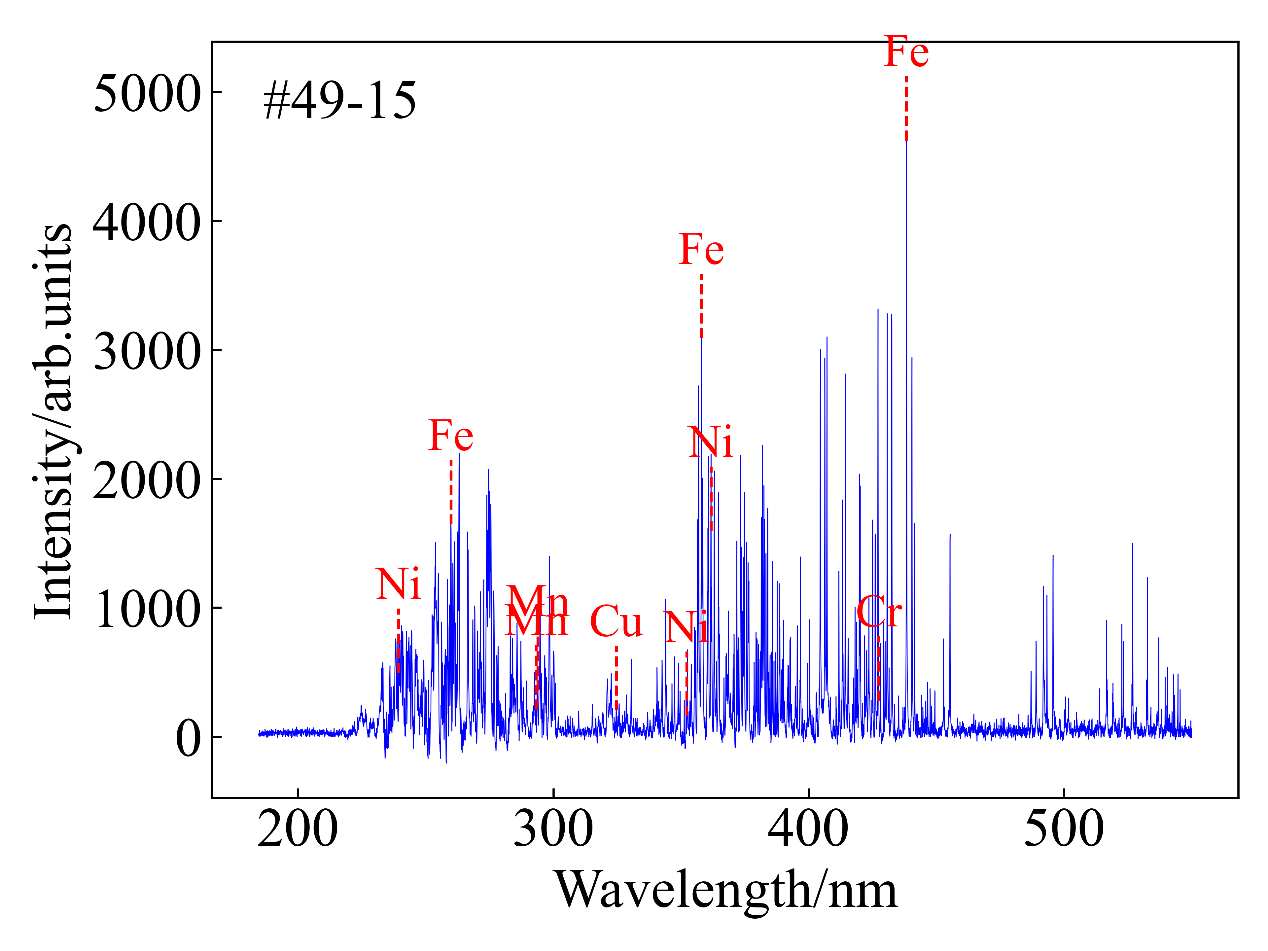 Fe
5000
#49-15
4000
Fe
3000
Fe
Ni
2000
Ni
Mn
1000
Mn
Cu
Ni
Cr
0
200
300
400
500
Wavelength/nm
Intensity/arb.units